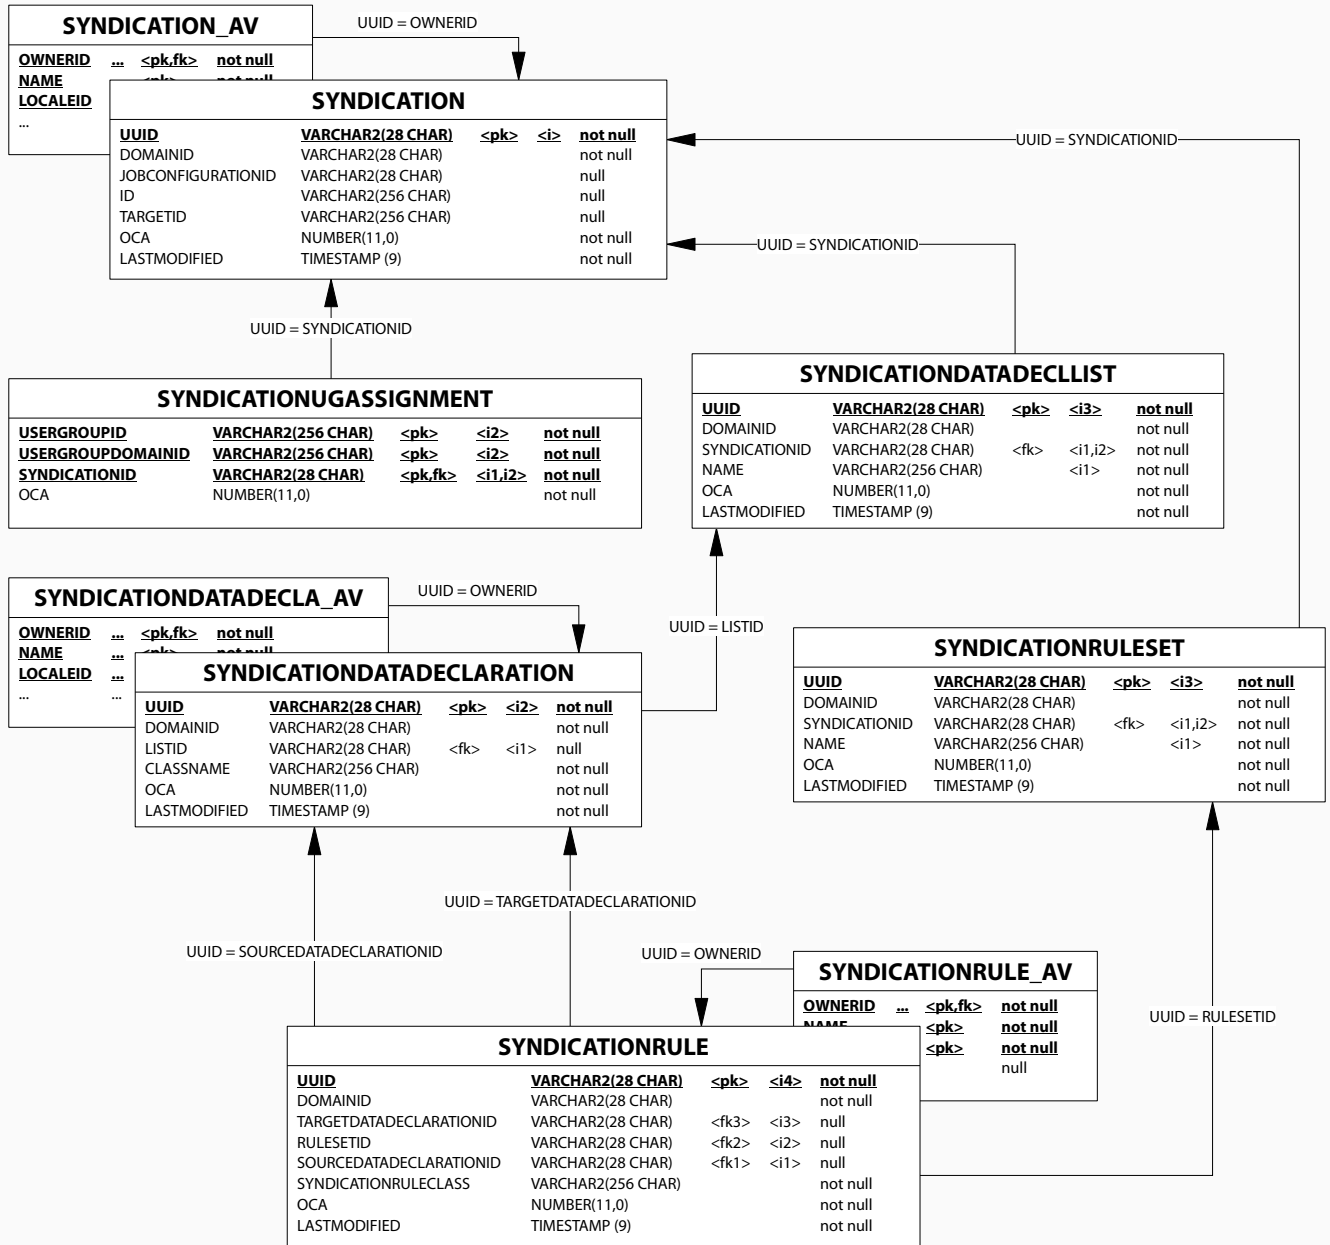 SYNDICATION_AV
UUID = OWNERID
OWNERID ... <pk,fk> not null
NAME
LOCALEID
...
SYNDICATION
UUID VARCHAR2(28 CHAR) <pk> <i> not null
DOMAINID VARCHAR2(28 CHAR) not null
JOBCONFIGURATIONID VARCHAR2(28 CHAR) null
ID VARCHAR2(256 CHAR) null
TARGETID VARCHAR2(256 CHAR) null
OCA NUMBER(11,0) not null
LASTMODIFIED TIMESTAMP (9) not null
UUID = SYNDICATIONID
UUID = SYNDICATIONID
UUID = SYNDICATIONID
SYNDICATIONUGASSIGNMENT
USERGROUPID VARCHAR2(256 CHAR) <pk> <i2> not null
USERGROUPDOMAINID VARCHAR2(256 CHAR) <pk> <i2> not null
SYNDICATIONID VARCHAR2(28 CHAR) <pk,fk> <i1,i2> not null
OCA NUMBER(11,0) not null
SYNDICATIONDATADECLLIST
UUID VARCHAR2(28 CHAR) <pk> <i3> not null
DOMAINID VARCHAR2(28 CHAR) not null
SYNDICATIONID VARCHAR2(28 CHAR) <fk> <i1,i2> not null
NAME VARCHAR2(256 CHAR) <i1> not null
OCA NUMBER(11,0) not null
LASTMODIFIED TIMESTAMP (9) not null
SYNDICATIONDATADECLA_AV
UUID = OWNERID
OWNERID ... <pk,fk> not null
NAME ...
LOCALEID ...
... ...
UUID = LISTID
SYNDICATIONDATADECLARATION
UUID VARCHAR2(28 CHAR) <pk> <i2> not null
DOMAINID VARCHAR2(28 CHAR) not null
LISTID VARCHAR2(28 CHAR) <fk> <i1> null
CLASSNAME VARCHAR2(256 CHAR) not null
OCA NUMBER(11,0) not null
LASTMODIFIED TIMESTAMP (9) not null
SYNDICATIONRULESET
UUID VARCHAR2(28 CHAR) <pk> <i3> not null
DOMAINID VARCHAR2(28 CHAR) not null
SYNDICATIONID VARCHAR2(28 CHAR) <fk> <i1,i2> not null
NAME VARCHAR2(256 CHAR) <i1> not null
OCA NUMBER(11,0) not null
LASTMODIFIED TIMESTAMP (9) not null
UUID = TARGETDATADECLARATIONID
UUID = SOURCEDATADECLARATIONID
UUID = OWNERID
SYNDICATIONRULE_AV
OWNERID ... <pk,fk> not null
NAME <pk> not null
<pk> not null
null
UUID = RULESETID
SYNDICATIONRULE
UUID VARCHAR2(28 CHAR) <pk> <i4> not null
DOMAINID VARCHAR2(28 CHAR) not null
TARGETDATADECLARATIONID VARCHAR2(28 CHAR) <fk3> <i3> null
RULESETID VARCHAR2(28 CHAR) <fk2> <i2> null
SOURCEDATADECLARATIONID VARCHAR2(28 CHAR) <fk1> <i1> null
SYNDICATIONRULECLASS VARCHAR2(256 CHAR) not null
OCA NUMBER(11,0) not null
LASTMODIFIED TIMESTAMP (9) not null